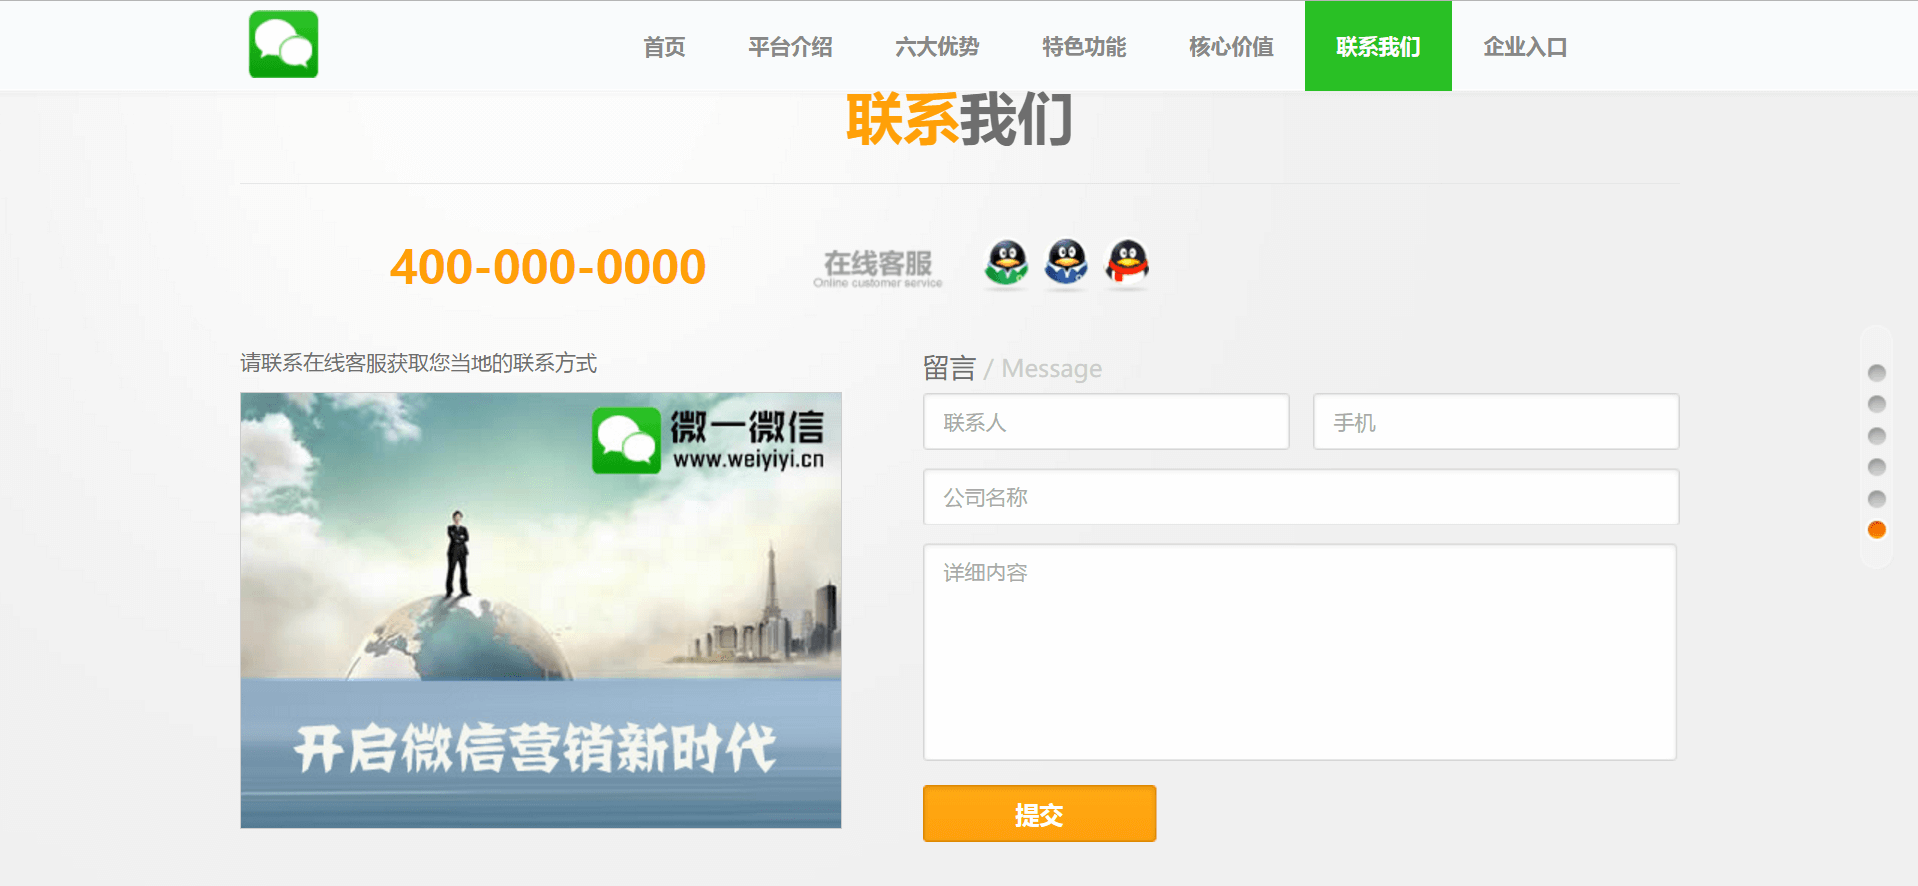 首页 平台介绍 六大优势 特色功能 核心价值 联系我们 企业入口
联系我们
400-000-0000
在线客服
Online customer service
请联系在线客服获取您当地的联系方式
微一微信
www.weiyiyi.cn
开启微信营销新时代
留言 / Message
联系人 手机
公司名称
详细内容
提交